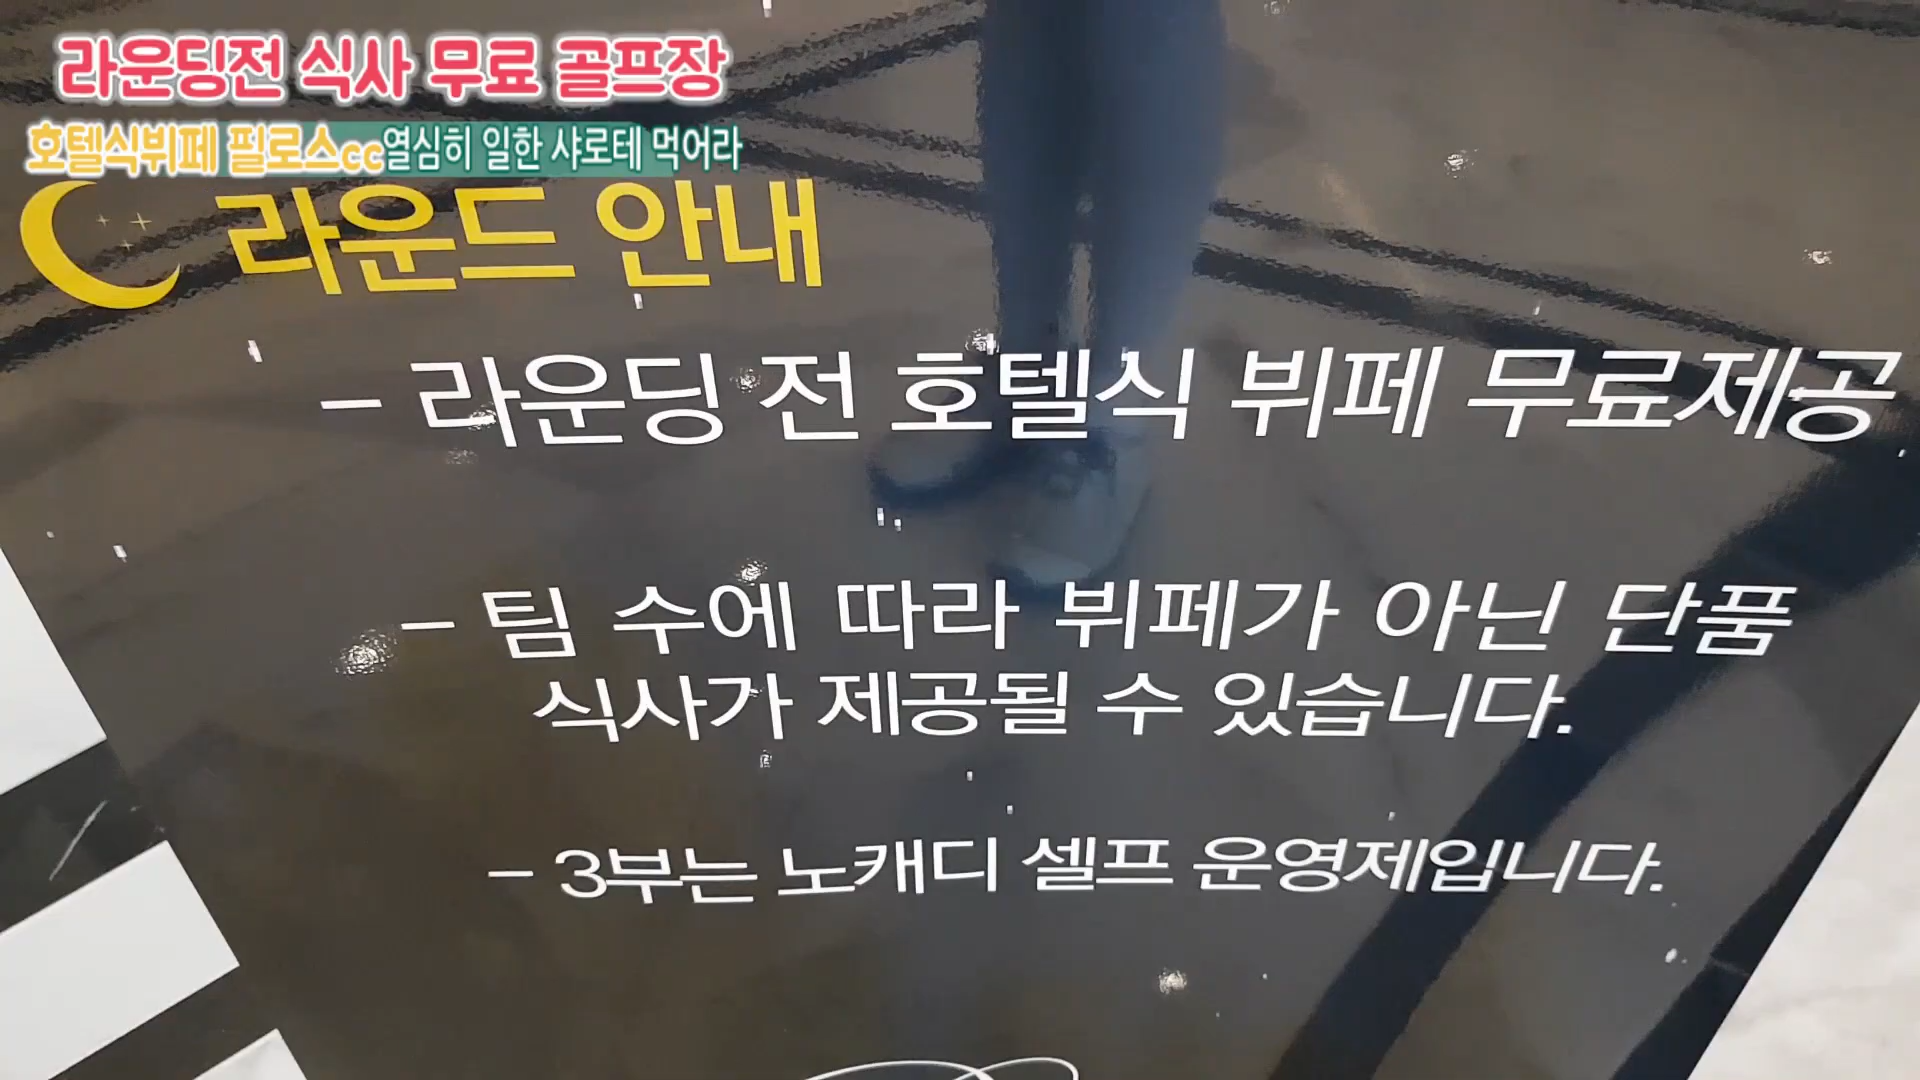 라운딩전 식사 무료 골프장
호텔식뷔페 필로스cc열심히 일한 샤로테 먹어라
라운드 안내
- 라운딩 전 호텔식 뷔페 무료제공
- 팀 수에 따라 뷔페가 아닌 단품
식사가 제공될 수 있습니다.
- 3부는 노캐디 셀프 운영제입니다.